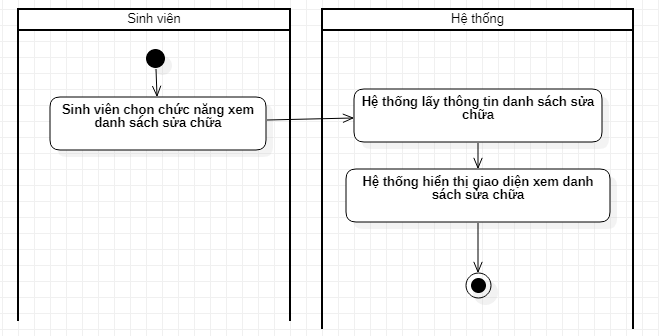 Sinh viên
Hệ thống
Sinh viên chọn chức năng xem
danh sách sửa chữa
Hệ thống lấy thông tin danh sách sửa
chữa
Hệ thống hiển thị giao diện xem danh
sách sửa chữa